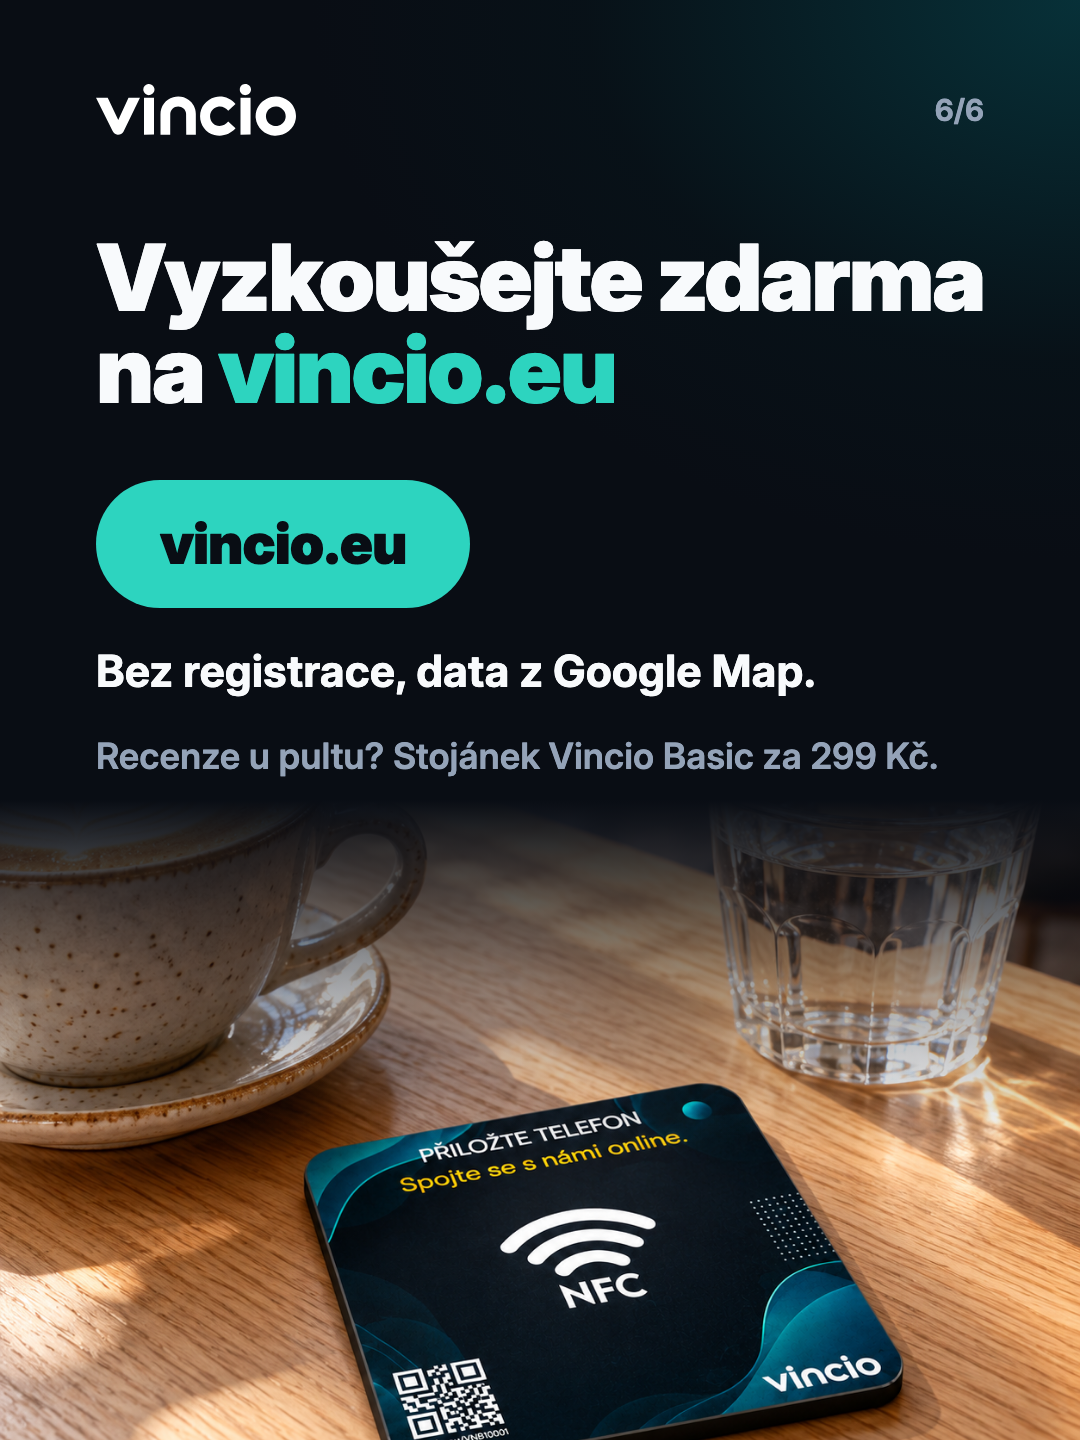 vincio
6/6
Vyzkoušejte zdarma
na vincio.eu
vincio.eu
Bez registrace, data z Google Map.
Recenze u pultu? Stojánek Vincio Basic za 299 Kč.
PŘILOŽTE TELEFON
Spojte se s námi online.
NFC
vincio